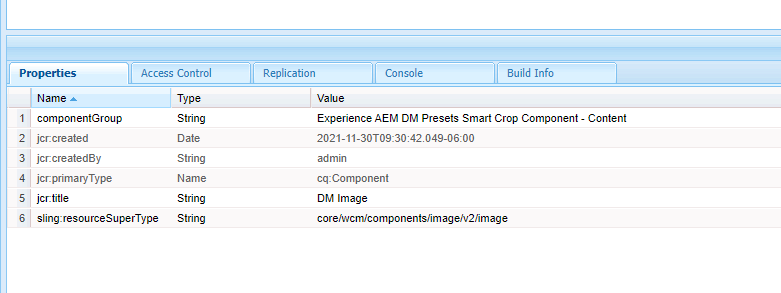 Properties Access Control Replication Console Build Info
Name Type Value
1 componentGroup String Experience AEM DM Presets Smart Crop Component - Content
2 jcr:created Date 2021-11-30T09:30:42.049-06:00
3 jcr:createdBy String admin
4 jcr:primaryType Name cq:Component
5 jcr:title String DM Image
6 sling:resourceSuperType String core/wcm/components/image/v2/image